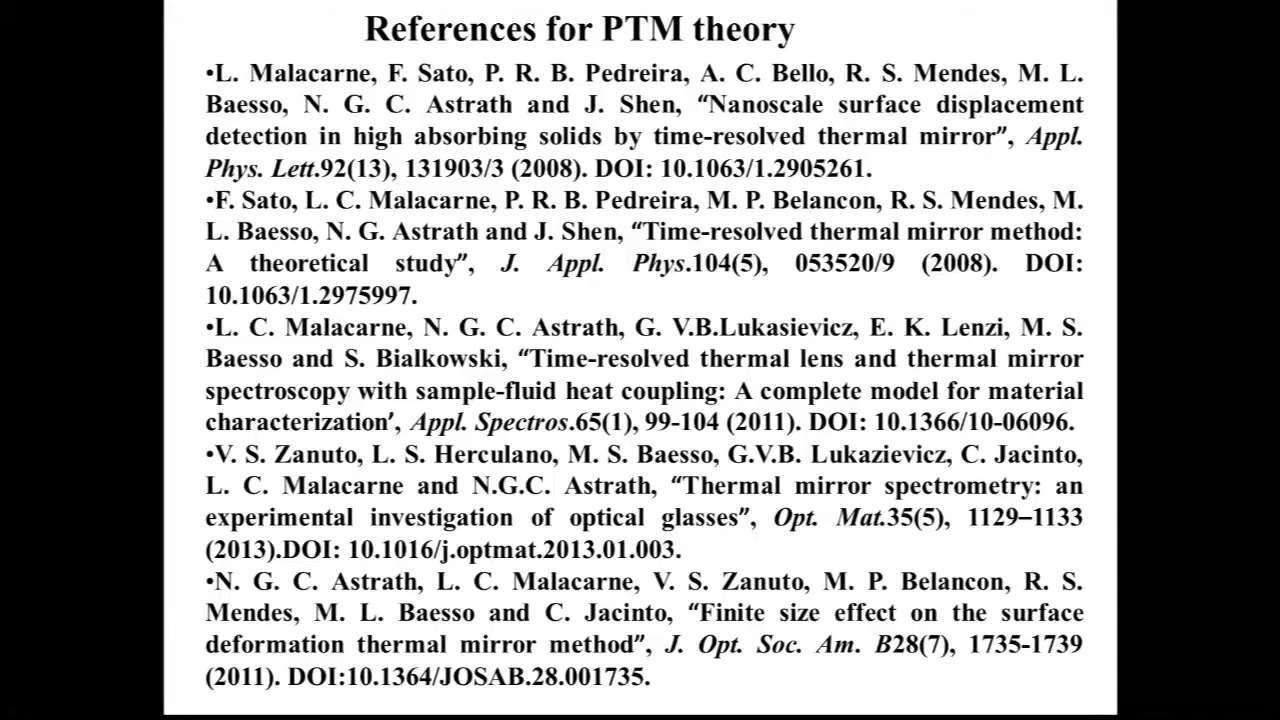 References for PTM theory
•L. Malacarne, F. Sato, P. R. B. Pedreira, A. C. Bello, R. S. Mendes, M. L.
Baesso, N. G. C. Astrath and J. Shen, “Nanoscale surface displacement
detection in high absorbing solids by time-resolved thermal mirror”, Appl.
Phys. Lett.92(13), 131903/3 (2008). DOI: 10.1063/1.2905261.
•F. Sato, L. C. Malacarne, P. R. B. Pedreira, M. P. Belancon, R. S. Mendes, M.
L. Baesso, N. G. Astrath and J. Shen, “Time-resolved thermal mirror method:
A theoretical study”, J. Appl. Phys.104(5), 053520/9 (2008). DOI:
10.1063/1.2975997.
•L. C. Malacarne, N. G. C. Astrath, G. V.B.Lukasievicz, E. K. Lenzi, M. S.
Baesso and S. Bialkowski, “Time-resolved thermal lens and thermal mirror
spectroscopy with sample-fluid heat coupling: A complete model for material
characterization’, Appl. Spectros.65(1), 99-104 (2011). DOI: 10.1366/10-06096.
•V. S. Zanuto, L. S. Herculano, M. S. Baesso, G.V.B. Lukazievicz, C. Jacinto,
L. C. Malacarne and N.G.C. Astrath, “Thermal mirror spectrometry: an
experimental investigation of optical glasses”, Opt. Mat.35(5), 1129–1133
(2013).DOI: 10.1016/j.optmat.2013.01.003.
•N. G. C. Astrath, L. C. Malacarne, V. S. Zanuto, M. P. Belancon, R. S.
Mendes, M. L. Baesso and C. Jacinto, “Finite size effect on the surface
deformation thermal mirror method”, J. Opt. Soc. Am. B28(7), 1735-1739
(2011). DOI:10.1364/JOSAB.28.001735.